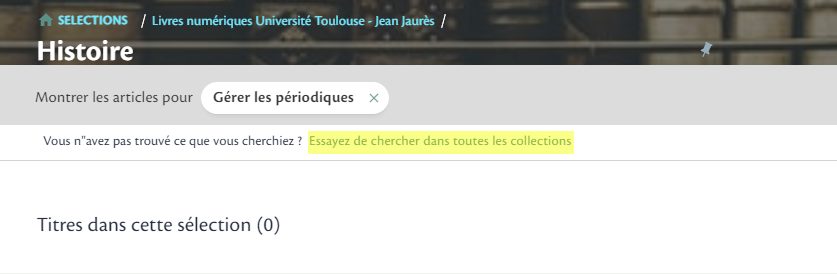 SELECTIONS / Livres numériques Université Toulouse - Jean Jaurès /
Histoire
Montrer les articles pour Gérer les périodiques ×
Vous n"avez pas trouvé ce que vous cherchiez ? Essayez de chercher dans toutes les collections
Titres dans cette sélection (0)